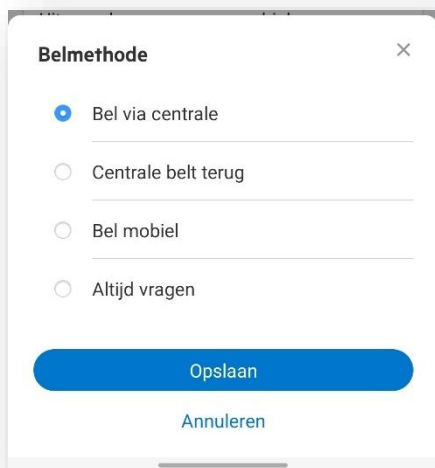 Belmethode
Bel via centrale
Centrale belt terug
Bel mobiel
Altijd vragen
Opslaan
Annuleren